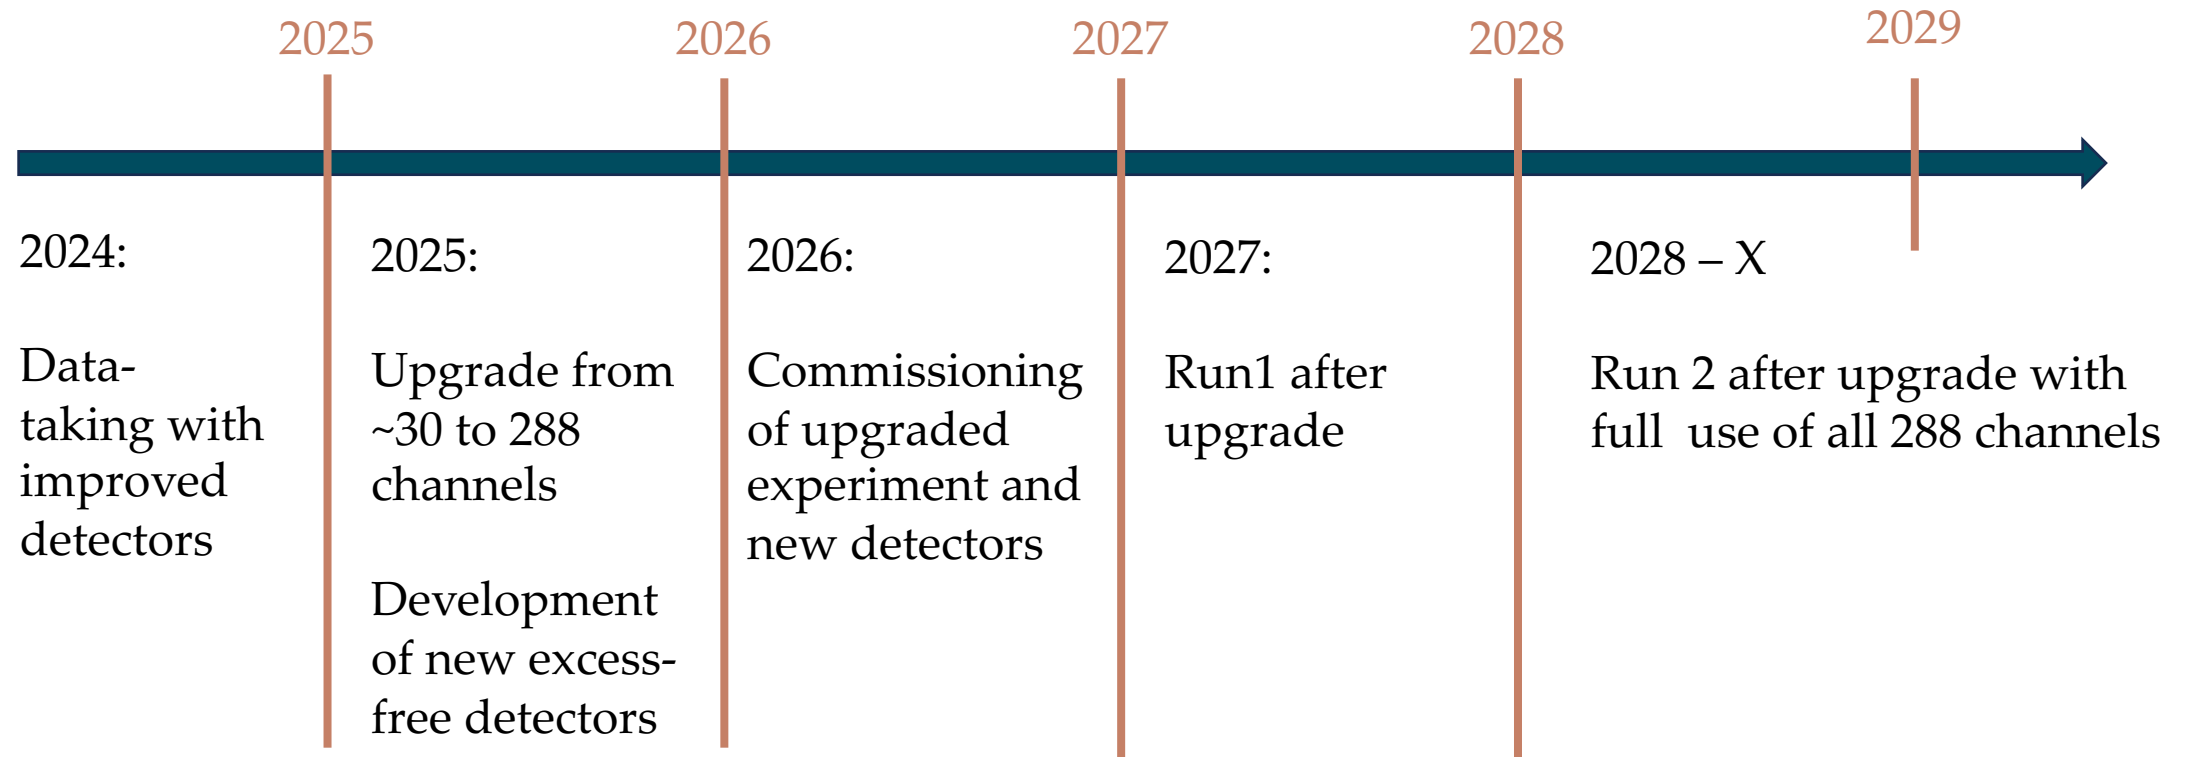 2025
2026
2027
2028
2029
2024:
Data-
taking with
improved
detectors
2025:
Upgrade from
~30 to 288
channels
Development
of new excess-
free detectors
2026:
Commissioning
of upgraded
experiment and
new detectors
2027:
Run1 after
upgrade
2028 – X
Run 2 after upgrade with
full  use of all 288 channels